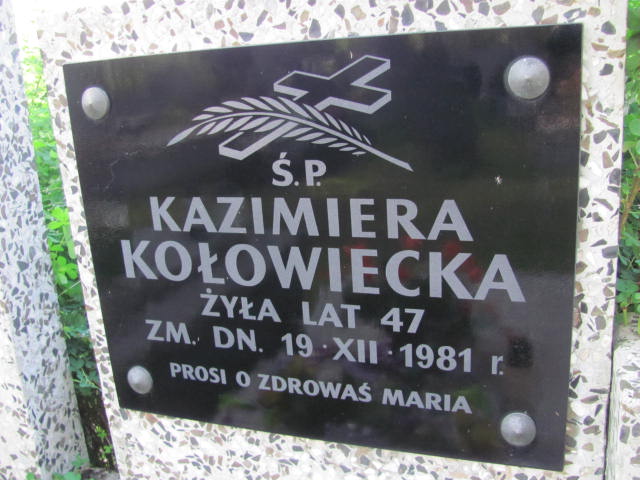 Ś.P.
KAZIMIERA
KOŁOWIECKA
ŻYŁA LAT 47
ZM. DN. 19·XII·1981 r.
PROSI O ZDROWAŚ MARIA